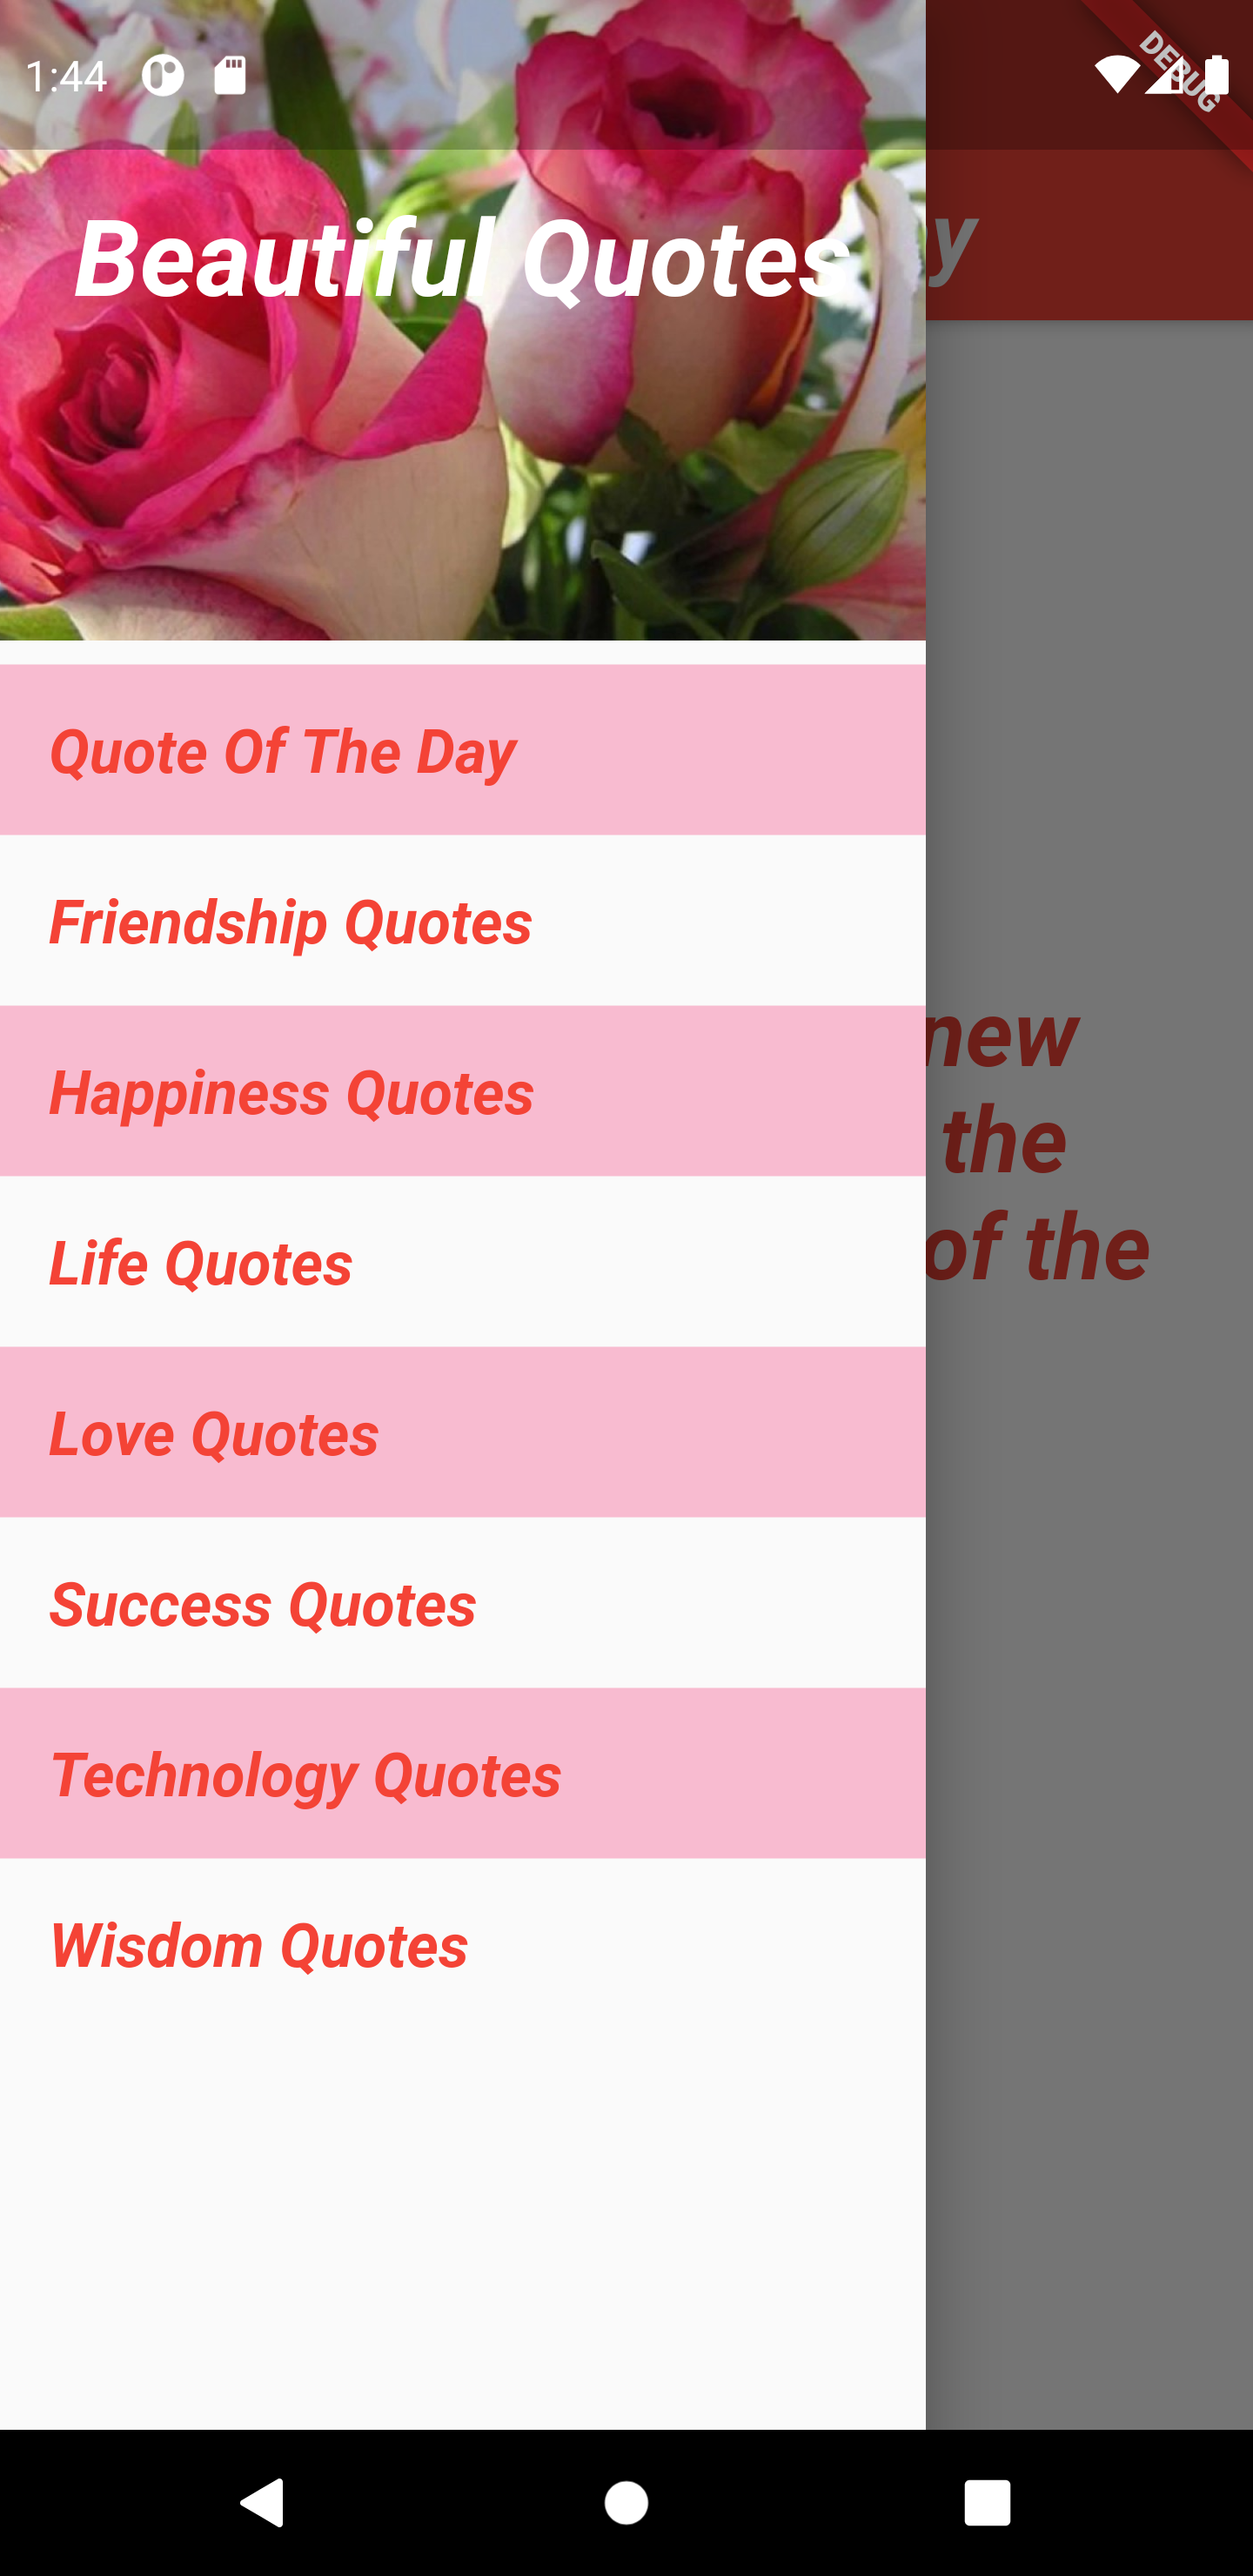 1:44
DEBUG
Beautiful Quotes
y
Quote Of The Day
Friendship Quotes
new
Happiness Quotes
the
Life Quotes
of the
Love Quotes
Success Quotes
Technology Quotes
Wisdom Quotes